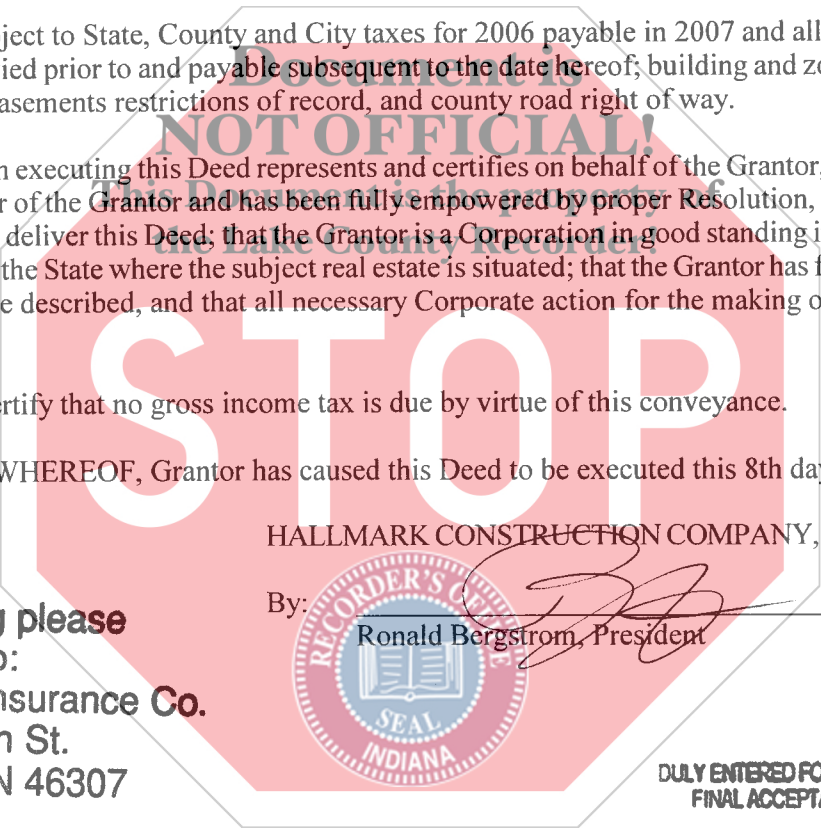 ject to State, County and City taxes for 2006 payable in 2007 and all
ied prior to and payable subsequent to the date hereof; building and zo
asements restrictions of record, and county road right of way.
Document is
NOT OFFICIAL!
This Document is the property of
the Lake County Recorder!
n executing this Deed represents and certifies on behalf of the Grantor,
r of the Grantor and has been fully empowered by proper Resolution,
deliver this Deed; that the Grantor is a Corporation in good standing i
the State where the subject real estate is situated; that the Grantor has f
e described, and that all necessary Corporate action for the making o
STOP
ertify that no gross income tax is due by virtue of this conveyance.
WHEREOF, Grantor has caused this Deed to be executed this 8th day
HALLMARK CONSTRUCTION COMPANY,
By:
Ronald Bergstrom, President
RECORDER'S OFFICE
SEAL
INDIANA
g please
o:
nsurance Co.
n St.
N 46307
DULY ENTERED FO
FINAL ACCEPTA